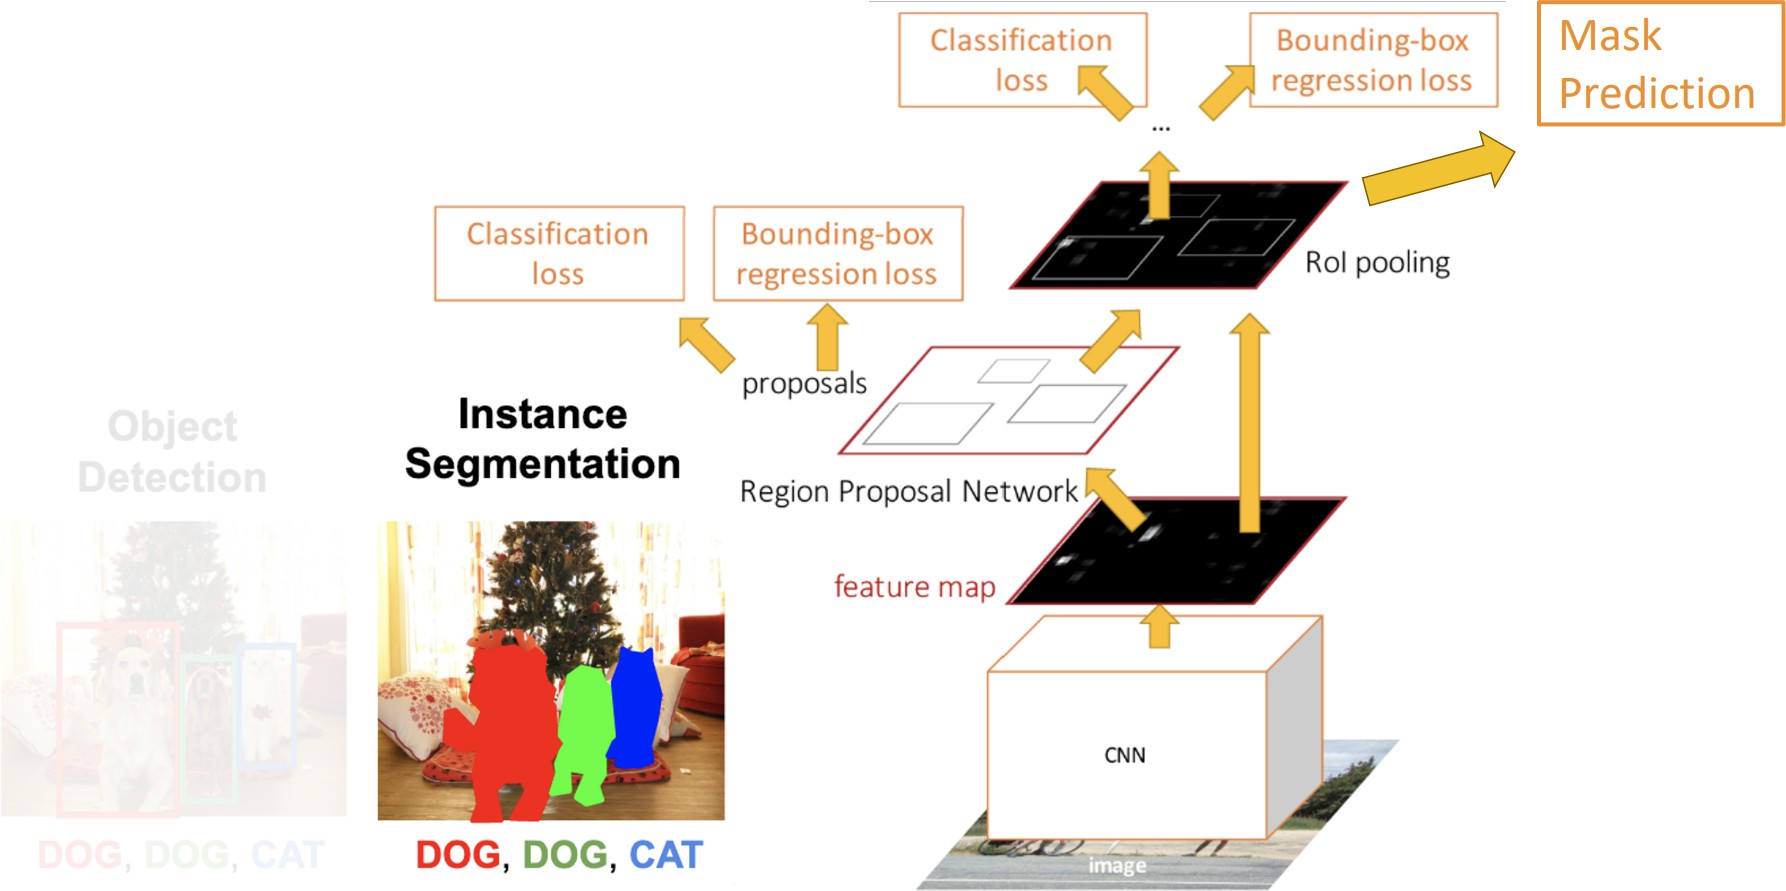 Classification
loss
Bounding-box
regression loss
Mask
Prediction
...
Classification
loss
Bounding-box
regression loss
RoI pooling
proposals
Object
Detection
Instance
Segmentation
Region Proposal Network
feature map
CNN
DOG, DOG, CAT
DOG, DOG, CAT
image